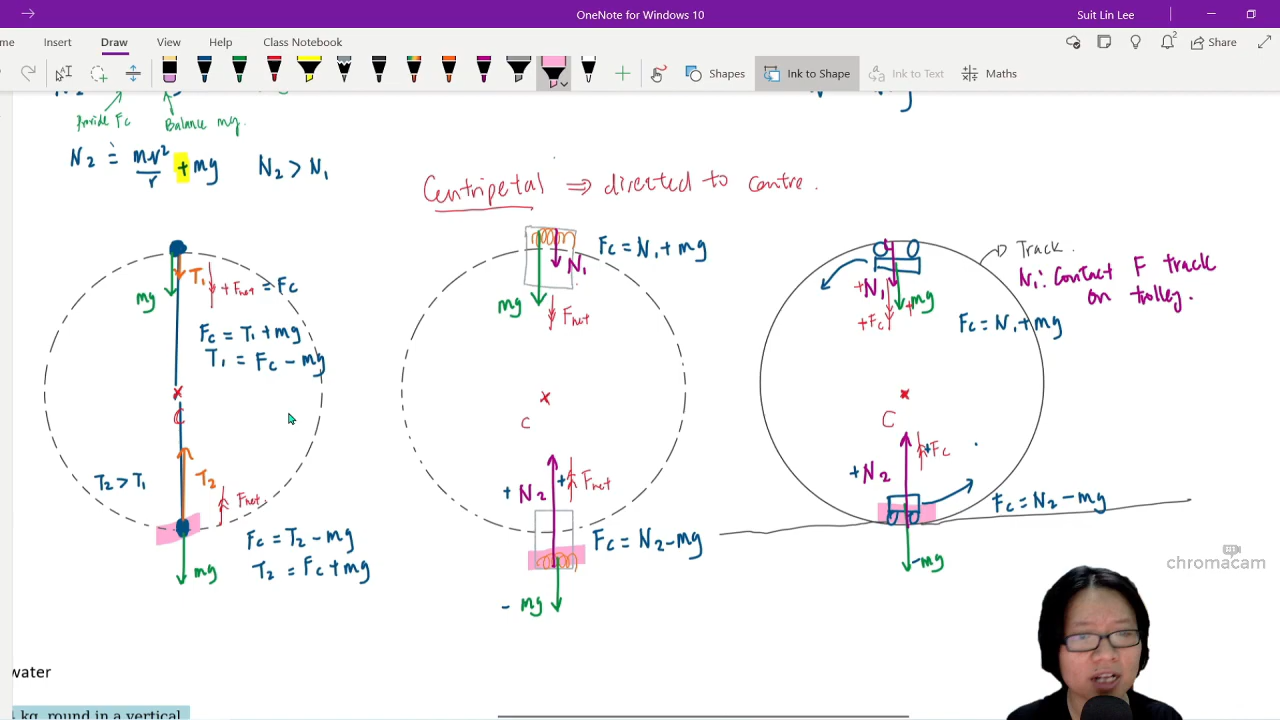 OneNote for Windows 10
Suit Lin Lee
me Insert Draw View Help Class Notebook
Share
Shapes
Ink to Shape
Ink to Text
Maths
Provide Fc
Balance mg.
N2 = mv²/r + mg N2 > N1
Centripetal ⇒ directed to centre.
T1
mg
+ Fnet = Fc
Fc = T1 + mg
T1 = Fc - mg
C
T2 > T1
T2
Fnet
Fc = T2 - mg
T2 = Fc + mg
mg
Fc = N1 + mg
N1
mg
Fnet
C
+ N2
+ Fnet
Fc = N2 - mg
- mg
Track.
N1: Contact F track
on trolley.
+N1
+mg
+Fc
Fc = N1 + mg
C
+Fc
+N2
Fc = N2 - mg
-mg
chromacam
water
kg, round in a vertical